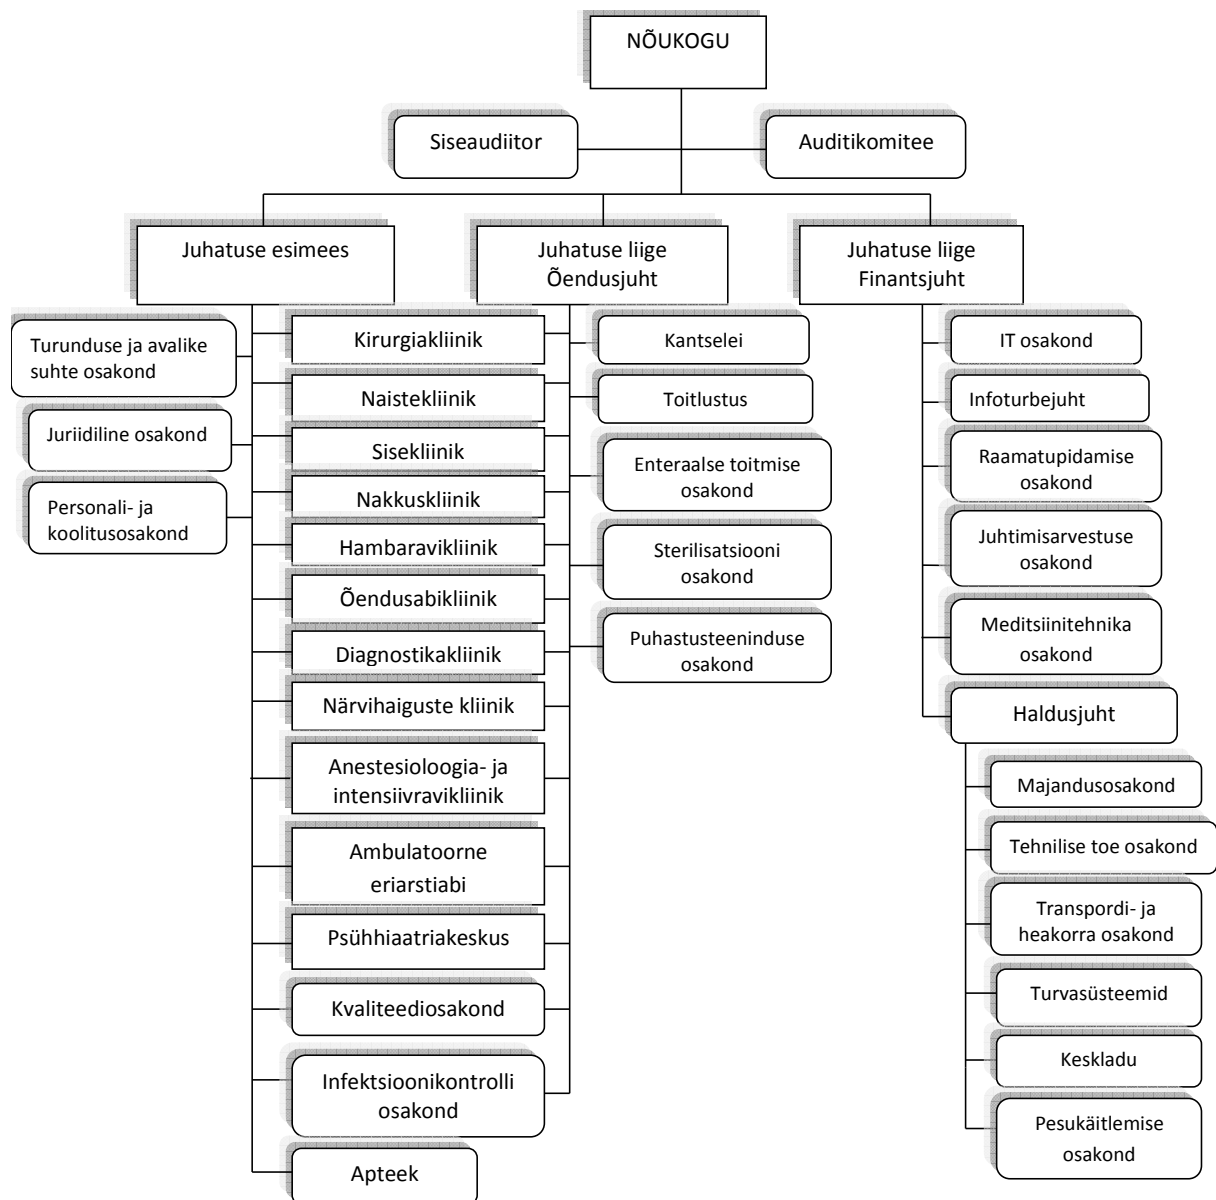 NÕUKOGU
Siseaudiitor
Auditikomitee
Juhatuse esimees
Juhatuse liige
Õendusjuht
Juhatuse liige
Finantsjuht
Turunduse ja avalike
suhte osakond
Juriidiline osakond
Personali- ja
koolitusosakond
Kirurgiakliinik
Naistekliinik
Sisekliinik
Nakkuskliinik
Hambaravikliinik
Õendusabikliinik
Diagnostikakliinik
Närvihaiguste kliinik
Anestesioloogia- ja
intensiivravikliinik
Ambulatoorne
eriarstiabi
Psühhiaatriakeskus
Kvaliteediosakond
Infektsioonikontrolli
osakond
Apteek
Kantselei
Toitlustus
Enteraalse toitmise
osakond
Sterilisatsiooni
osakond
Puhastusteeninduse
osakond
IT osakond
Infoturbejuht
Raamatupidamise
osakond
Juhtimisarvestuse
osakond
Meditsiinitehnika
osakond
Haldusjuht
Majandusosakond
Tehnilise toe osakond
Transpordi- ja
heakorra osakond
Turvasüsteemid
Keskladu
Pesukäitlemise
osakond